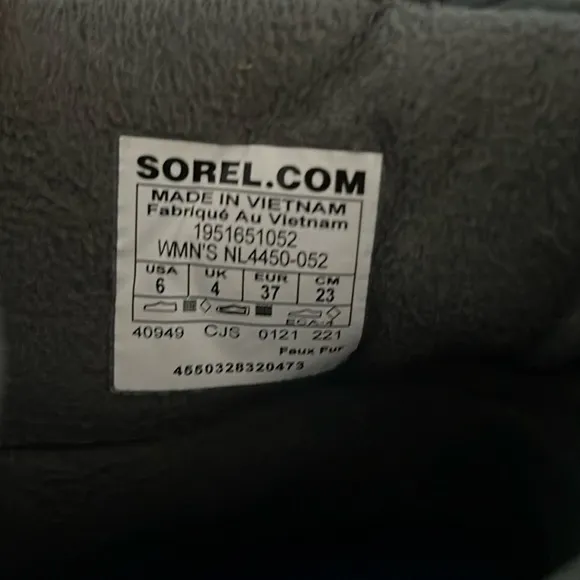 SOREL.COM
MADE IN VIETNAM
Fabriqué Au Vietnam
1951651052
WMN'S NL4450-052
USA UK EUR CM
6 4 37 23
40949 CJS 0121 221
Faux Fur
4550328320473